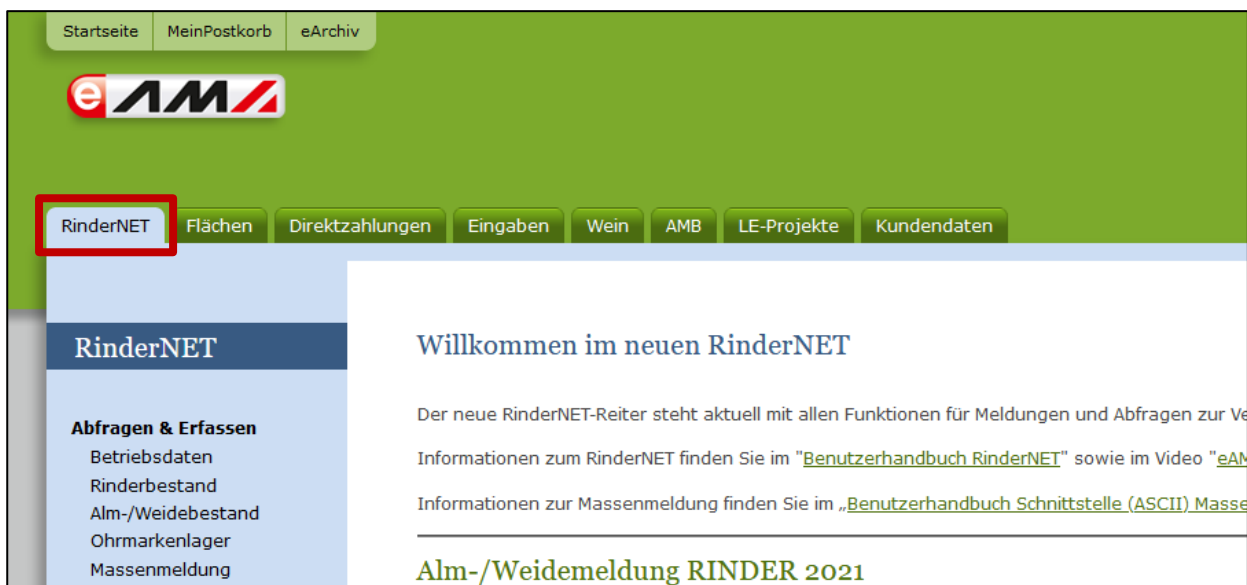 Startseite MeinPostkorb eArchiv
e AMA
RinderNET Flächen Direktzahlungen Eingaben Wein AMB LE-Projekte Kundendaten
RinderNET
Abfragen & Erfassen
Betriebsdaten
Rinderbestand
Alm-/Weidebestand
Ohrmarkenlager
Massenmeldung
Willkommen im neuen RinderNET
Der neue RinderNET-Reiter steht aktuell mit allen Funktionen für Meldungen und Abfragen zur
Informationen zum RinderNET finden Sie im "Benutzerhandbuch RinderNET" sowie im Video "
Informationen zur Massenmeldung finden Sie im „Benutzerhandbuch Schnittstelle (ASCII)
Alm-/Weidemeldung RINDER 2021